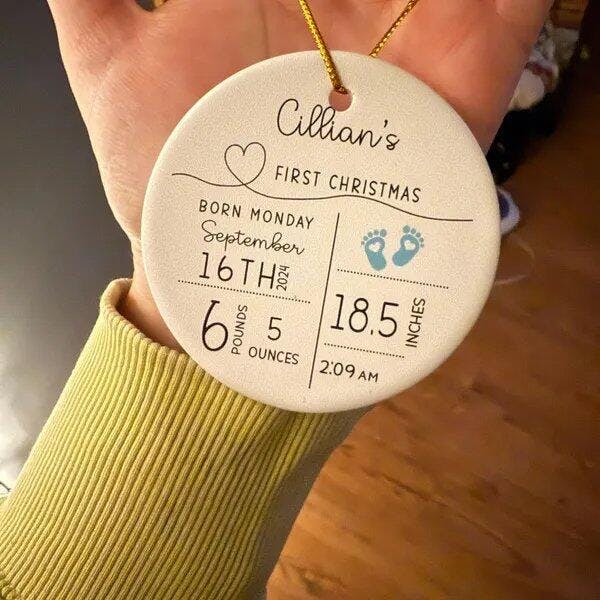 Cillian's
FIRST CHRISTMAS
BORN MONDAY
September
16TH 2024
6 POUNDS 5 OUNCES
18.5 INCHES
2:09 AM